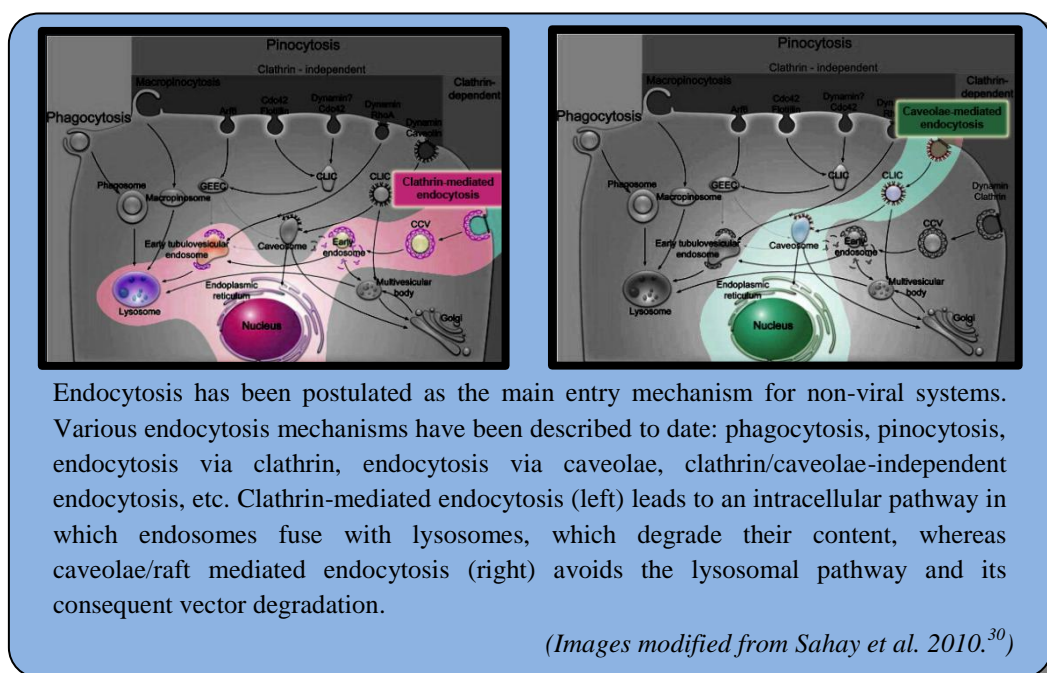 Pinocytosis
Clathrin - independent
Macropinocytosis
Clathrin-
dependent
Phagocytosis
Arf6
Cdo42
Flotillin
Dynamin?
Cdo42
Dynamin
RhoA
Dynamin
Caveolin
Clathrin-mediated
endocytosis
Phagosome
Macropinosome
GEEC
CLIC
CLIC
CCV
Early tubulovesicular
endosome
Caveosome
Early
endosome
Lysosome
Endoplasmic
reticulum
Multivesicular
body
Nucleus
Golgi
Pinocytosis
Clathrin - independent
Macropinocytosis
Clathrin-
dependent
Phagocytosis
Arf6
Cdo42
Flotillin
Dynamin?
Cdo42
Caveolae-mediated
endocytosis
Phagosome
Macropinosome
GEEC
CLIC
CLIC
Dynamin
Clathrin
CCV
Early tubulovesicular
endosome
Caveosome
Early
endosome
Lysosome
Endoplasmic
reticulum
Multivesicular
body
Nucleus
Golgi
Endocytosis has been postulated as the main entry mechanism for non-viral systems.
Various endocytosis mechanisms have been described to date: phagocytosis, pinocytosis,
endocytosis via clathrin, endocytosis via caveolae, clathrin/caveolae-independent
endocytosis, etc. Clathrin-mediated endocytosis (left) leads to an intracellular pathway in
which endosomes fuse with lysosomes, which degrade their content, whereas
caveolae/raft mediated endocytosis (right) avoids the lysosomal pathway and its
consequent vector degradation.
(Images modified from Sahay et al. 2010.30)